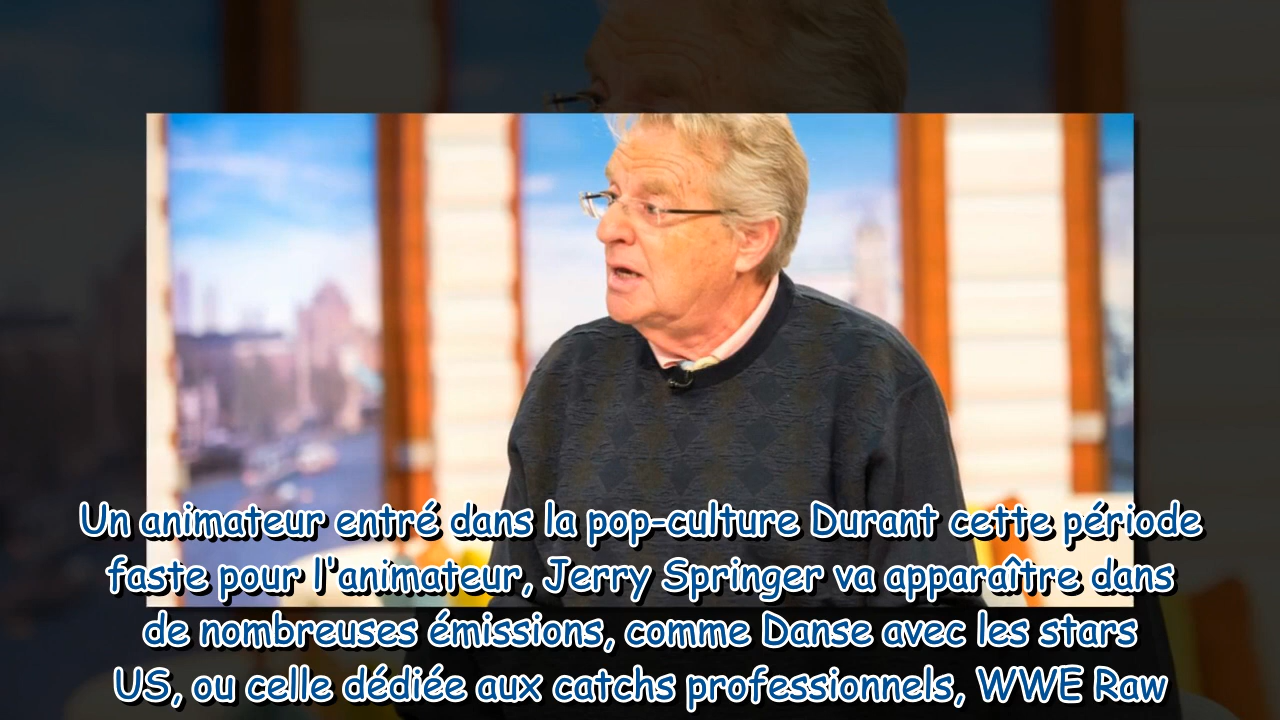 Un animateur entré dans la pop-culture Durant cette période
faste pour l''animateur, Jerry Springer va apparaître dans
de nombreuses émissions, comme Danse avec les stars
US, ou celle dédiée aux catchs professionnels, WWE Raw